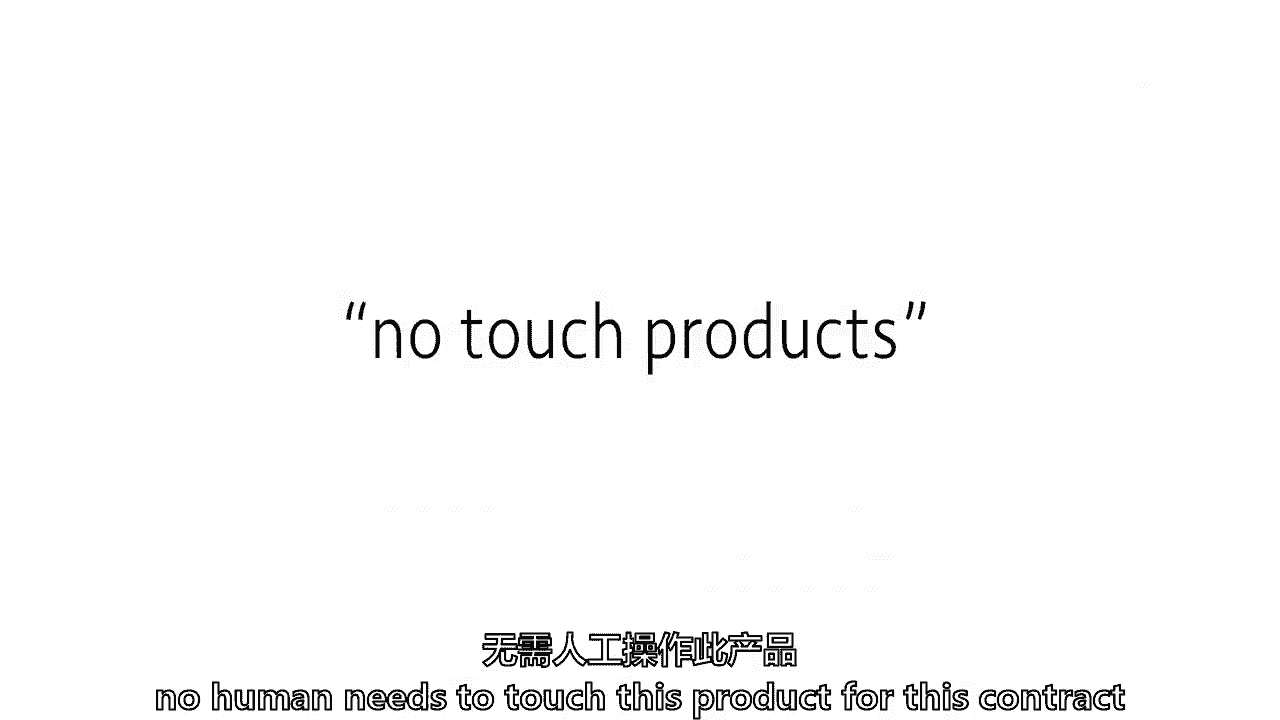 “no touch products”
无需人工操作此产品
no human needs to touch this product for this contract